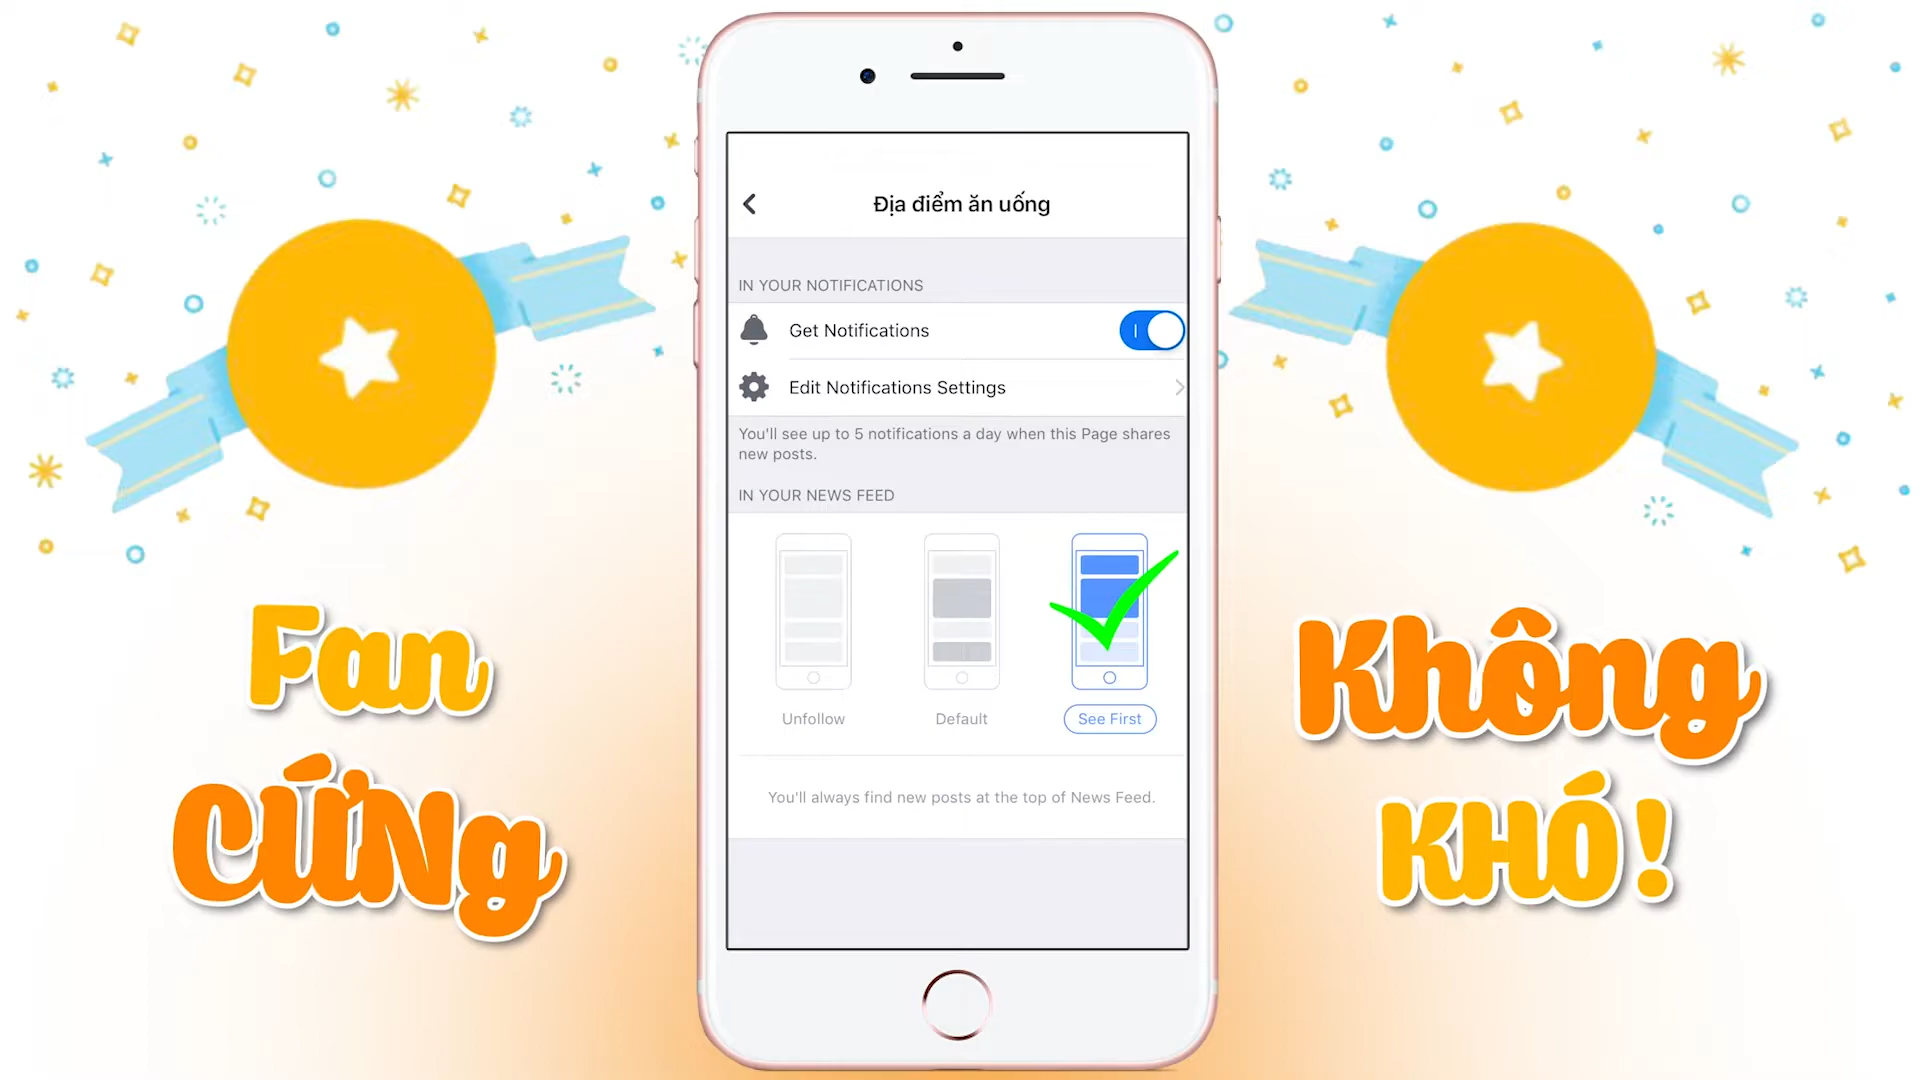 Địa điểm ăn uống
IN YOUR NOTIFICATIONS
Get Notifications
Edit Notifications Settings
You'll see up to 5 notifications a day when this Page shares
new posts.
IN YOUR NEWS FEED
Unfollow
Default
See First
You'll always find new posts at the top of News Feed.
Fan
CỨNg
Không
KHÓ!